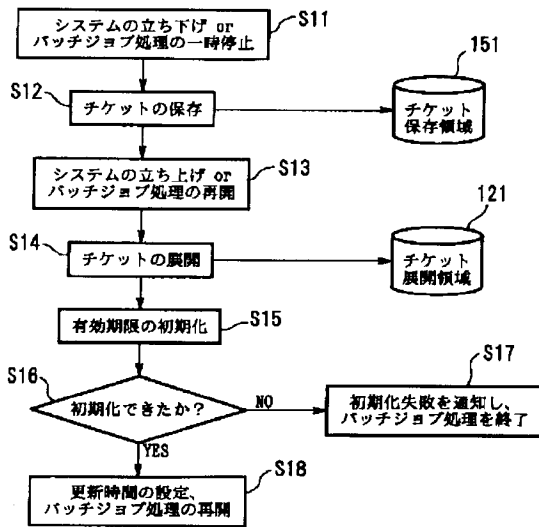 システムの立ち下げ or
バッチジョブ処理の一時停止
S11
S12
チケットの保存
151
チケット
保存領域
システムの立ち上げ or
バッチジョブ処理の再開
S13
S14
チケットの展開
121
チケット
展開領域
有効期限の初期化
S15
S16
初期化できたか？
NO
YES
S17
初期化失敗を通知し、
バッチジョブ処理を終了
更新時間の設定、
バッチジョブ処理の再開
S18